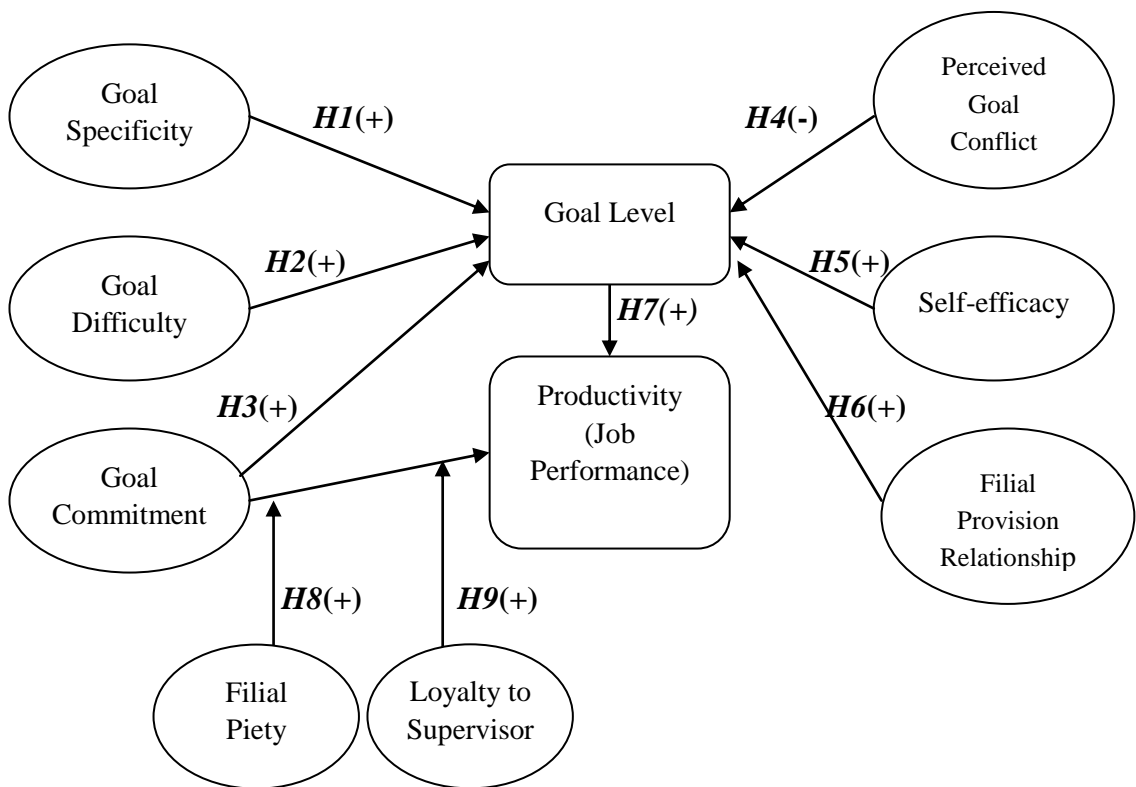 Goal
Specificity
H1(+)
Perceived
Goal
Conflict
H4(-)
Goal Level
Goal
Difficulty
H2(+)
H5(+)
Self-efficacy
H7(+)
H3(+)
Productivity
(Job
Performance)
H6(+)
Goal
Commitment
Filial
Provision
Relationship
H8(+)
H9(+)
Filial
Piety
Loyalty to
Supervisor